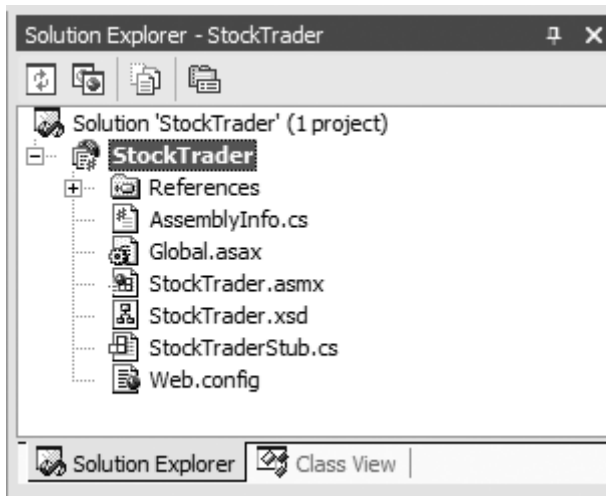 Solution Explorer - StockTrader
Solution 'StockTrader' (1 project)
StockTrader
References
AssemblyInfo.cs
Global.asax
StockTrader.asmx
StockTrader.xsd
StockTraderStub.cs
Web.config
Solution Explorer Class View